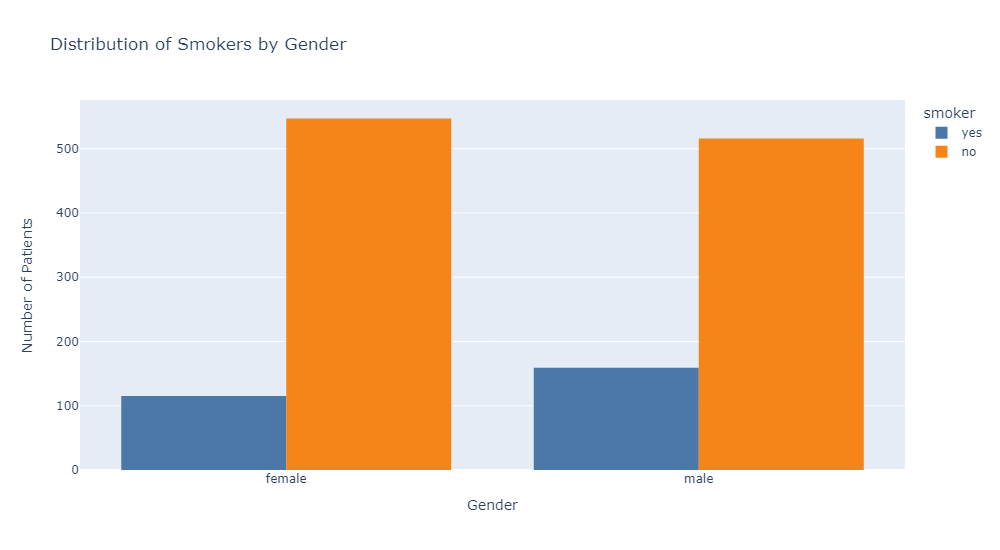 Distribution of Smokers by Gender
smoker
yes
no
500
400
300
200
100
0
Number of Patients
female
male
Gender